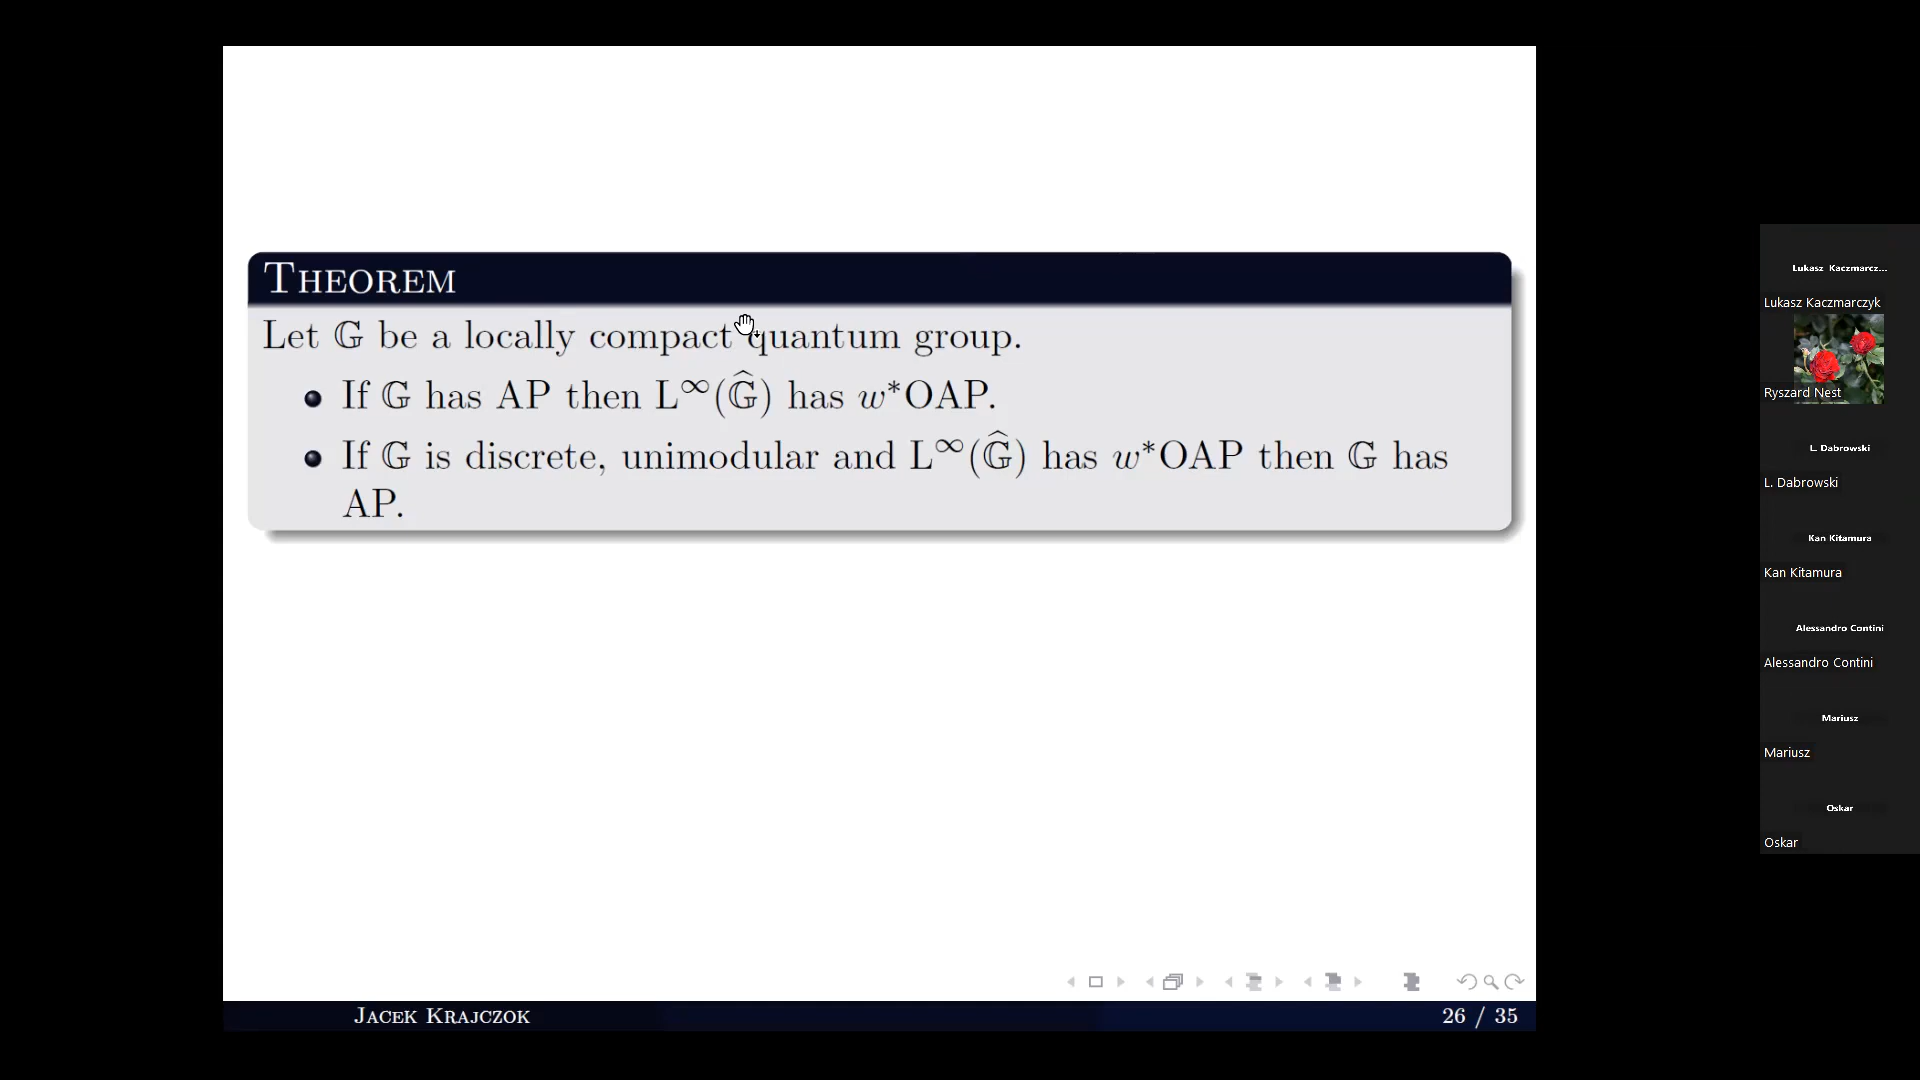 THEOREM
Let 𝔾 be a locally compact quantum group.
• If 𝔾 has AP then L^∞(𝔾̂) has w*OAP.
• If 𝔾 is discrete, unimodular and L^∞(𝔾̂) has w*OAP then 𝔾 has
AP.
JACEK KRAJCZOK
26 / 35
Lukasz Kaczmarcz...
Lukasz Kaczmarczyk
Ryszard Nest
L. Dabrowski
L. Dabrowski
Kan Kitamura
Kan Kitamura
Alessandro Contini
Alessandro Contini
Mariusz
Mariusz
Oskar
Oskar